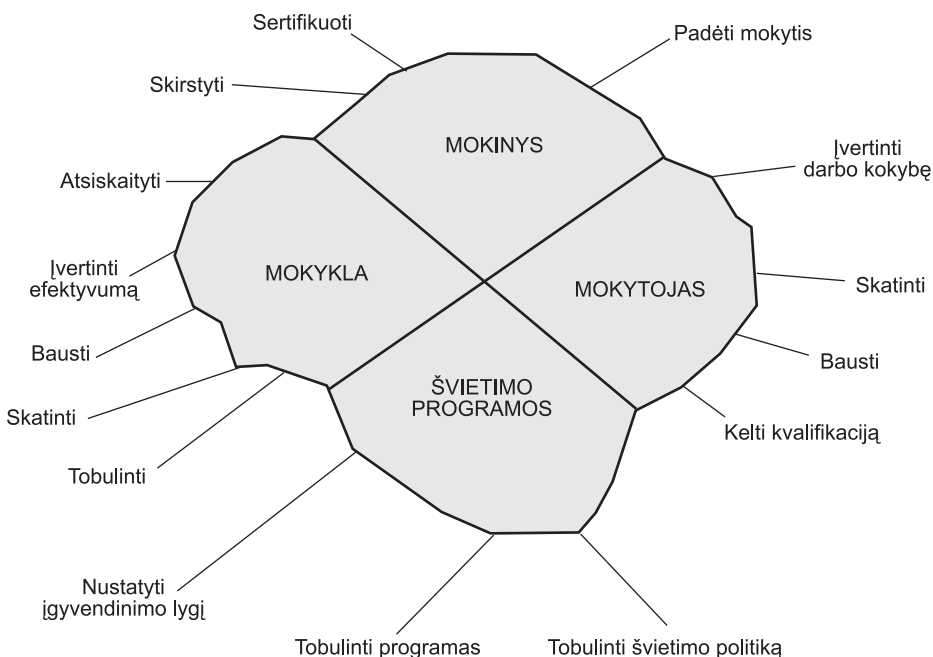 Sertifikuoti
Padėti mokytis
Skirstyti
MOKINYS
Įvertinti
darbo kokybę
Atsiskaityti
Įvertinti
efektyvumą
MOKYKLA
MOKYTOJAS
Skatinti
Bausti
Bausti
ŠVIETIMO
PROGRAMOS
Skatinti
Kelti kvalifikaciją
Tobulinti
Nustatyti
įgyvendinimo lygį
Tobulinti programas
Tobulinti švietimo politiką